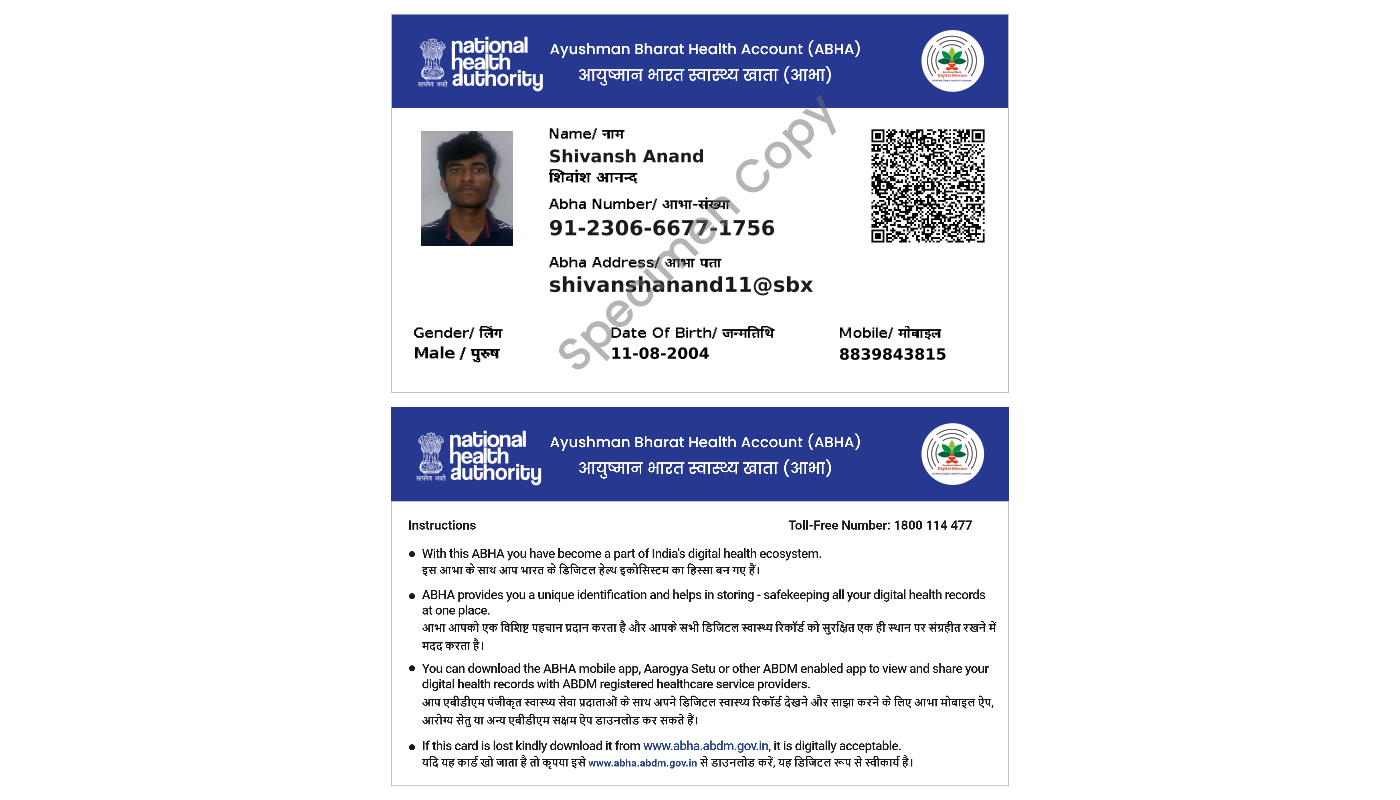 national
health
authority
सत्यमेव जयते
Ayushman Bharat Health Account (ABHA)
आयुष्मान भारत स्वास्थ्य खाता (आभा)
Digital Mission
Name/ नाम
Shivansh Anand
शिवांश आनन्द
Abha Number/ आभा-संख्या
91-2306-6677-1756
Abha Address/ आभा पता
shivanshanand11@sbx
Specimen Copy
Gender/ लिंग
Male / पुरुष
Date Of Birth/ जन्मतिथि
11-08-2004
Mobile/ मोबाइल
8839843815
national
health
authority
सत्यमेव जयते
Ayushman Bharat Health Account (ABHA)
आयुष्मान भारत स्वास्थ्य खाता (आभा)
Digital Mission
Instructions
Toll-Free Number: 1800 114 477
With this ABHA you have become a part of India's digital health ecosystem.
इस आभा के साथ आप भारत के डिजिटल हेल्थ इकोसिस्टम का हिस्सा बन गए हैं।
ABHA provides you a unique identification and helps in storing - safekeeping all your digital health records
at one place.
आभा आपको एक विशिष्ट पहचान प्रदान करता है और आपके सभी डिजिटल स्वास्थ्य रिकॉर्ड को सुरक्षित एक ही स्थान पर संग्रहीत रखने में
मदद करता है।
You can download the ABHA mobile app, Aarogya Setu or other ABDM enabled app to view and share your
digital health records with ABDM registered healthcare service providers.
आप एबीडीएम पंजीकृत स्वास्थ्य सेवा प्रदाताओं के साथ अपने डिजिटल स्वास्थ्य रिकॉर्ड देखने और साझा करने के लिए आभा मोबाइल ऐप,
आरोग्य सेतु या अन्य एबीडीएम सक्षम ऐप डाउनलोड कर सकते हैं।
If this card is lost kindly download it from www.abha.abdm.gov.in, it is digitally acceptable.
यदि यह कार्ड खो जाता है तो कृपया इसे www.abha.abdm.gov.in से डाउनलोड करें, यह डिजिटल रूप से स्वीकार्य है।